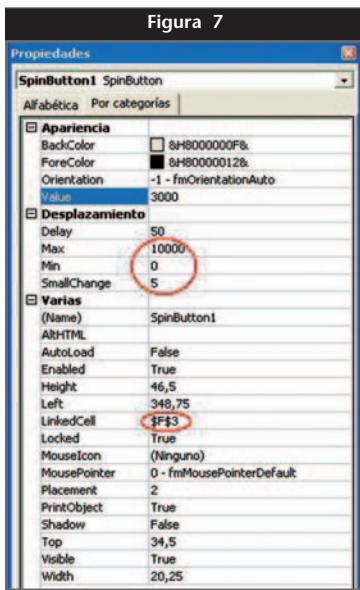 Figura 7
Propiedades
SpinButton1 SpinButton
Alfabética Por categorías
Apariencia
BackColor &H8000000F&
ForeColor &H80000012&
Orientation -1 - fmOrientationAuto
Value 3000
Desplazamiento
Delay 50
Max 10000
Min 0
SmallChange 5
Varias
(Name) SpinButton1
AltHTML
AutoLoad False
Enabled True
Height 46,5
Left 348,75
LinkedCell $F$3
Locked True
MouseIcon (Ninguno)
MousePointer 0 - fmMousePointerDefault
Placement 2
PrintObject True
Shadow False
Top 34,5
Visible True
Width 20,25